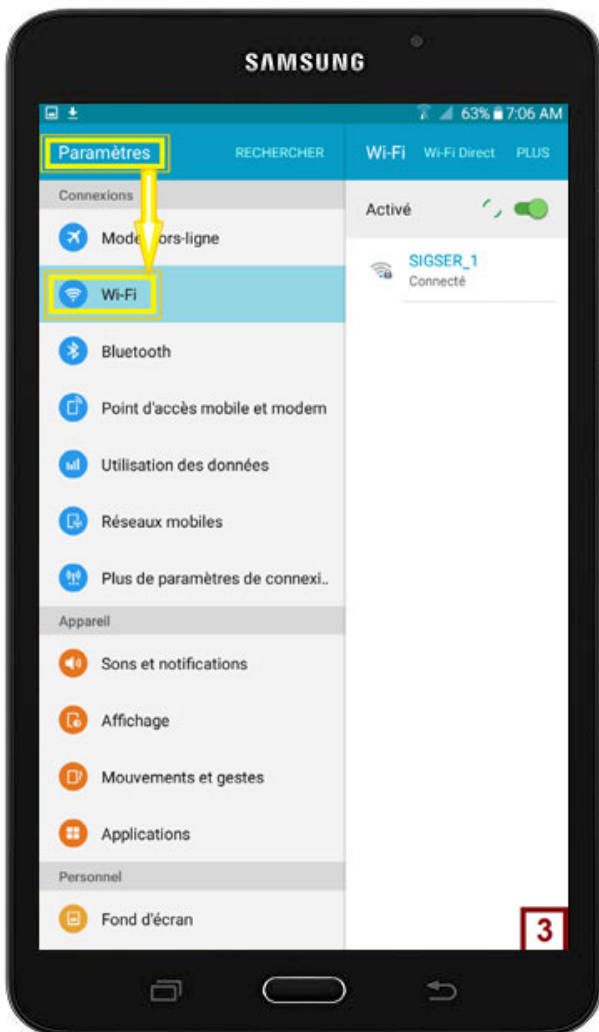 SAMSUNG
63% 7:06 AM
Paramètres RECHERCHER
Connexions
Mode hors-ligne
Wi-Fi
Bluetooth
Point d'accès mobile et modem
Utilisation des données
Réseaux mobiles
Plus de paramètres de connexi..
Appareil
Sons et notifications
Affichage
Mouvements et gestes
Applications
Personnel
Fond d'écran
Wi-Fi Wi-Fi Direct PLUS
Activé
SIGSER_1
Connecté
3